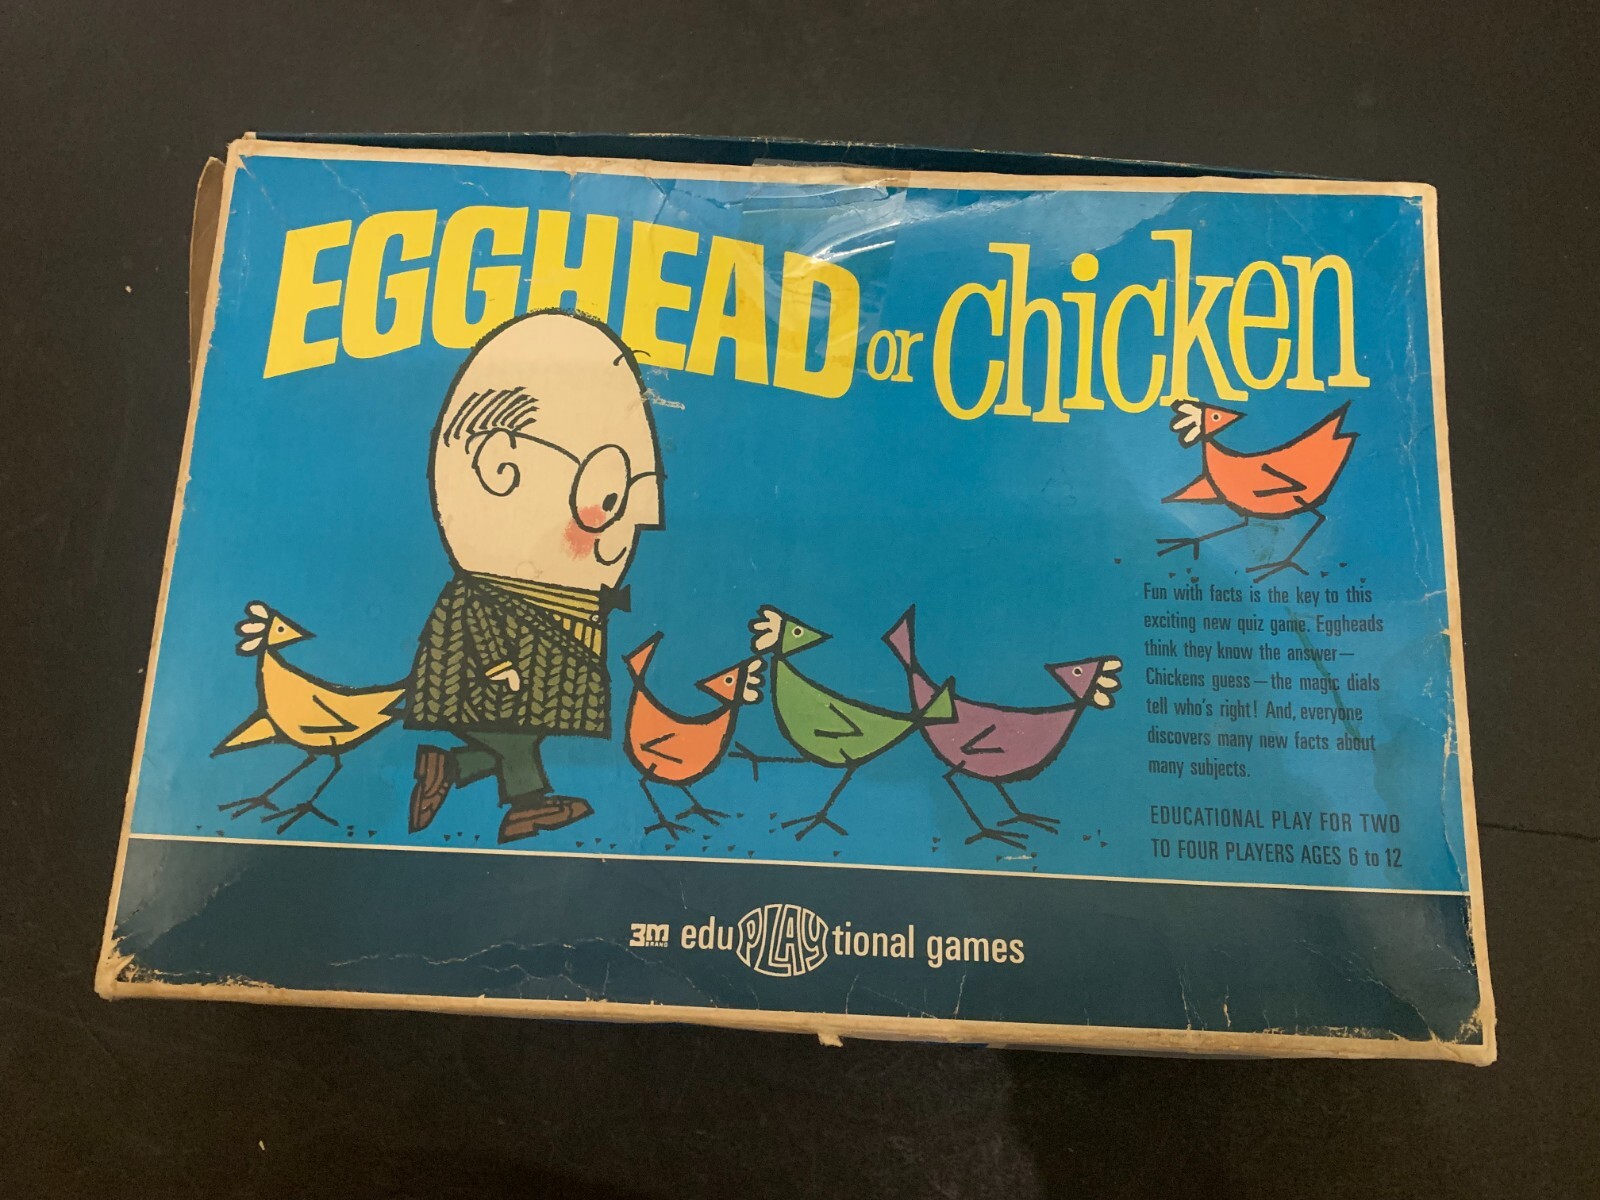 EGGHEAD or chicken
Fun with facts is the key to this
exciting new quiz game. Eggheads
think they know the answer—
Chickens guess—the magic dials
tell who's right! And, everyone
discovers many new facts about
many subjects.
EDUCATIONAL PLAY FOR TWO
TO FOUR PLAYERS AGES 6 to 12
3M BRAND eduPLAYtional games